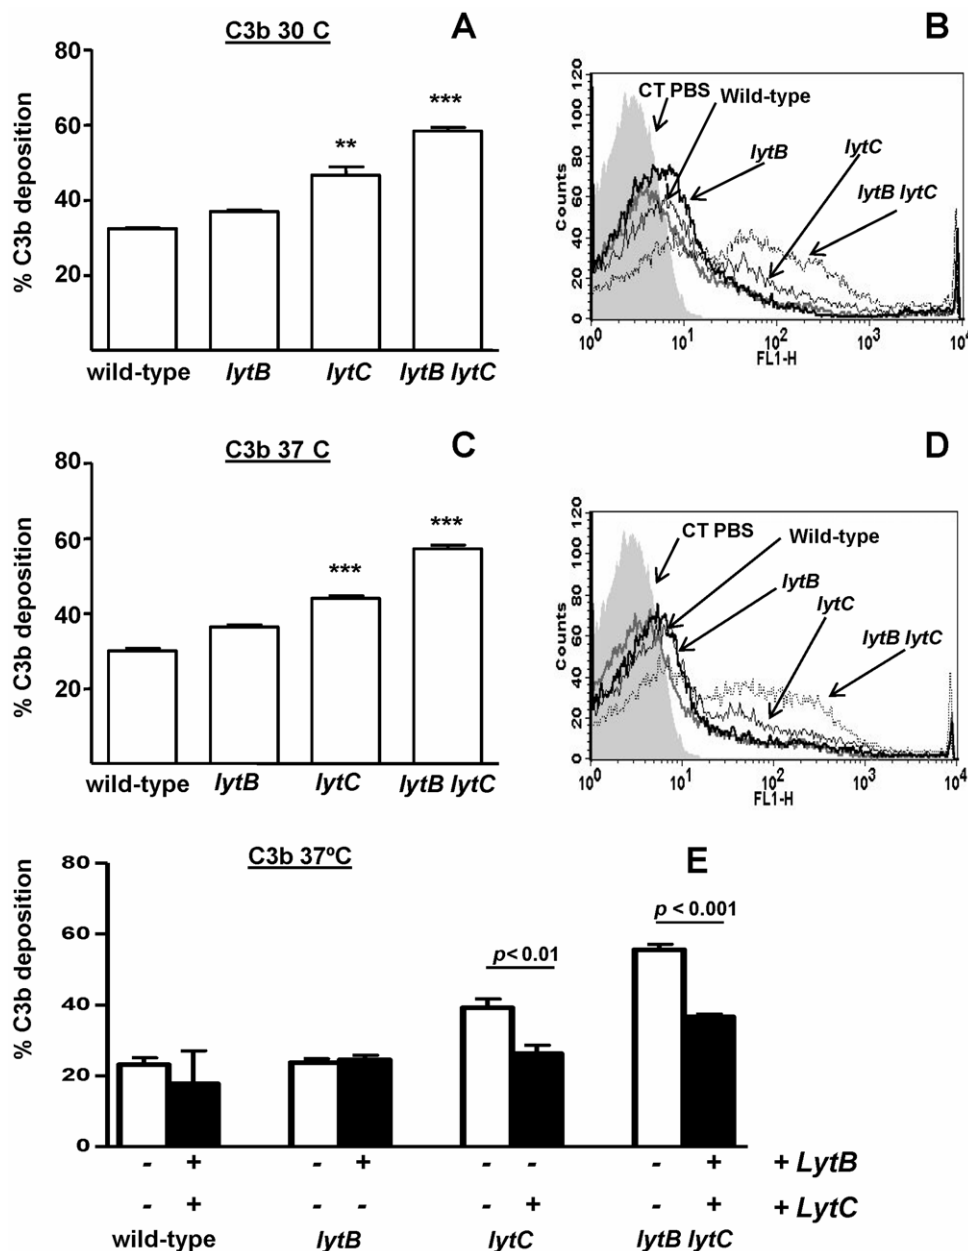 C3b 30 C
A
% C3b deposition
80
60
40
20
**
***
wild-type lytB lytC lytB lytC
B
Counts
120
100
80
60
40
20
0
CT PBS
Wild-type
lytB
lytC
lytB lytC
10^0 10^1 10^2 10^3 10^4
FL1-H
C3b 37 C
C
% C3b deposition
80
60
40
20
***
***
wild-type lytB lytC lytB lytC
D
Counts
120
100
80
60
40
20
0
CT PBS
Wild-type
lytB
lytC
lytB lytC
10^0 10^1 10^2 10^3 10^4
FL1-H
C3b 37ºC
E
% C3b deposition
80
60
40
20
0
p< 0.01
p < 0.001
- + - + - - - + + LytB
- + - - - + - + + LytC
wild-type lytB lytC lytB lytC